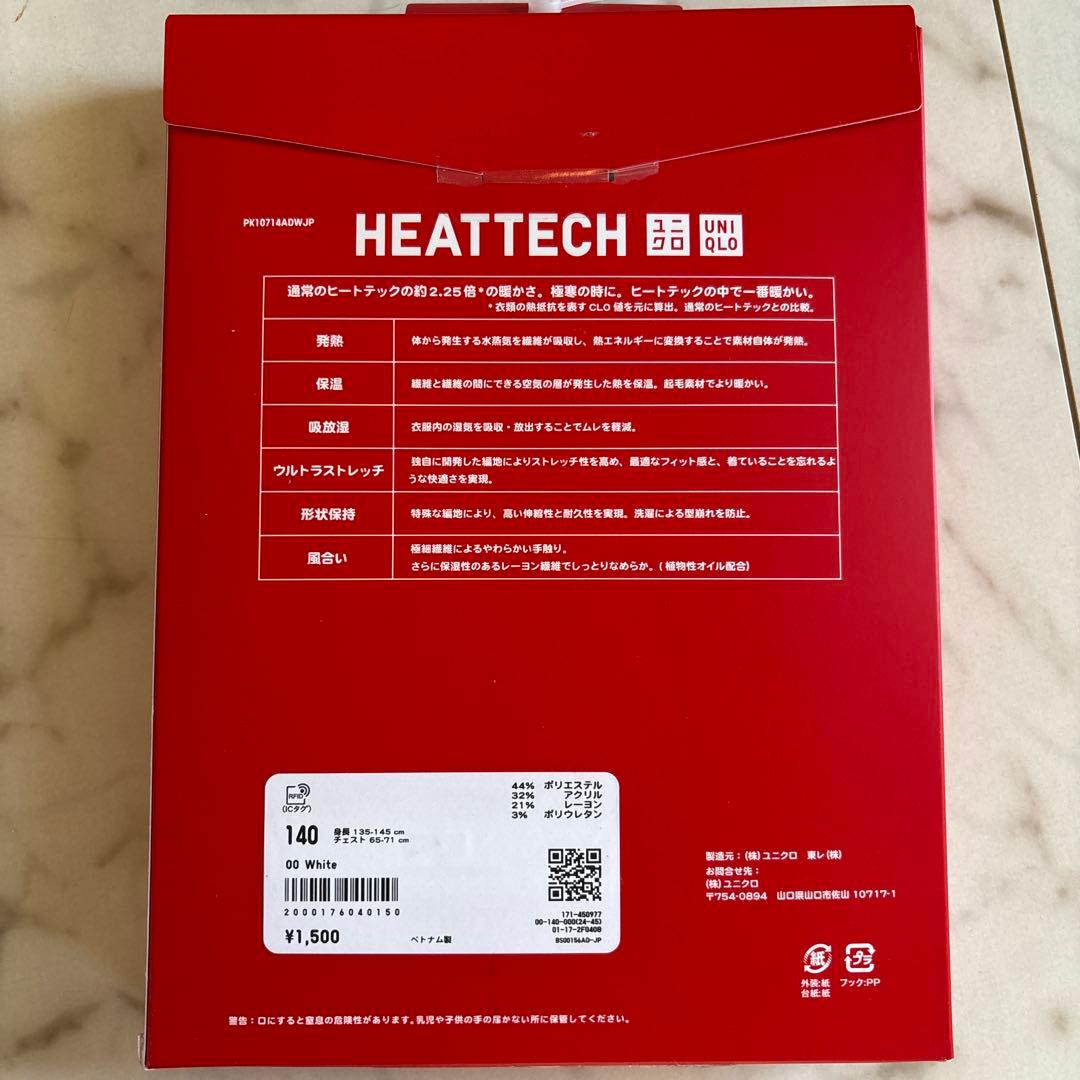 PK10714ADWJP
HEATTECH ユニクロ UNIQLO
通常のヒートテックの約2.25倍*の暖かさ。極寒の時に。ヒートテックの中で一番暖かい。
*衣類の熱抵抗を表すCLO値を元に算出。通常のヒートテックとの比較。
発熱 体から発生する水蒸気を繊維が吸収し、熱エネルギーに変換することで素材自体が発熱。
保温 繊維と繊維の間にできる空気の層が発生した熱を保温。起毛素材でより暖かい。
吸放湿 衣服内の湿気を吸収・放出することでムレを軽減。
ウルトラストレッチ 独自に開発した編地によりストレッチ性を高め、最適なフィット感と、着ていることを忘れるよ
うな快適さを実現。
形状保持 特殊な編地により、高い伸縮性と耐久性を実現。洗濯による型崩れを防止。
風合い 極細繊維によるやわらかい手触り。
さらに保湿性のあるレーヨン繊維でしっとりなめらか。(植物性オイル配合)
RFID
(ICタグ)
44% ポリエステル
32% アクリル
21% レーヨン
3% ポリウレタン
140 身長 135-145 cm
チェスト 65-71 cm
00 White
2000176040150
¥1,500
ベトナム製
171-450977
00-140-000(24-45)
01-17-2F040B
BS00156AD-JP
製造元:(株)ユニクロ 東レ(株)
お問合せ先:
(株)ユニクロ
〒754-0894 山口県山口市佐山 10717-1
紙 プラ
外装:紙 フック:PP
台紙:紙
警告:口にすると窒息の危険性があります。乳児や子供の手の届かない所に保管してください。